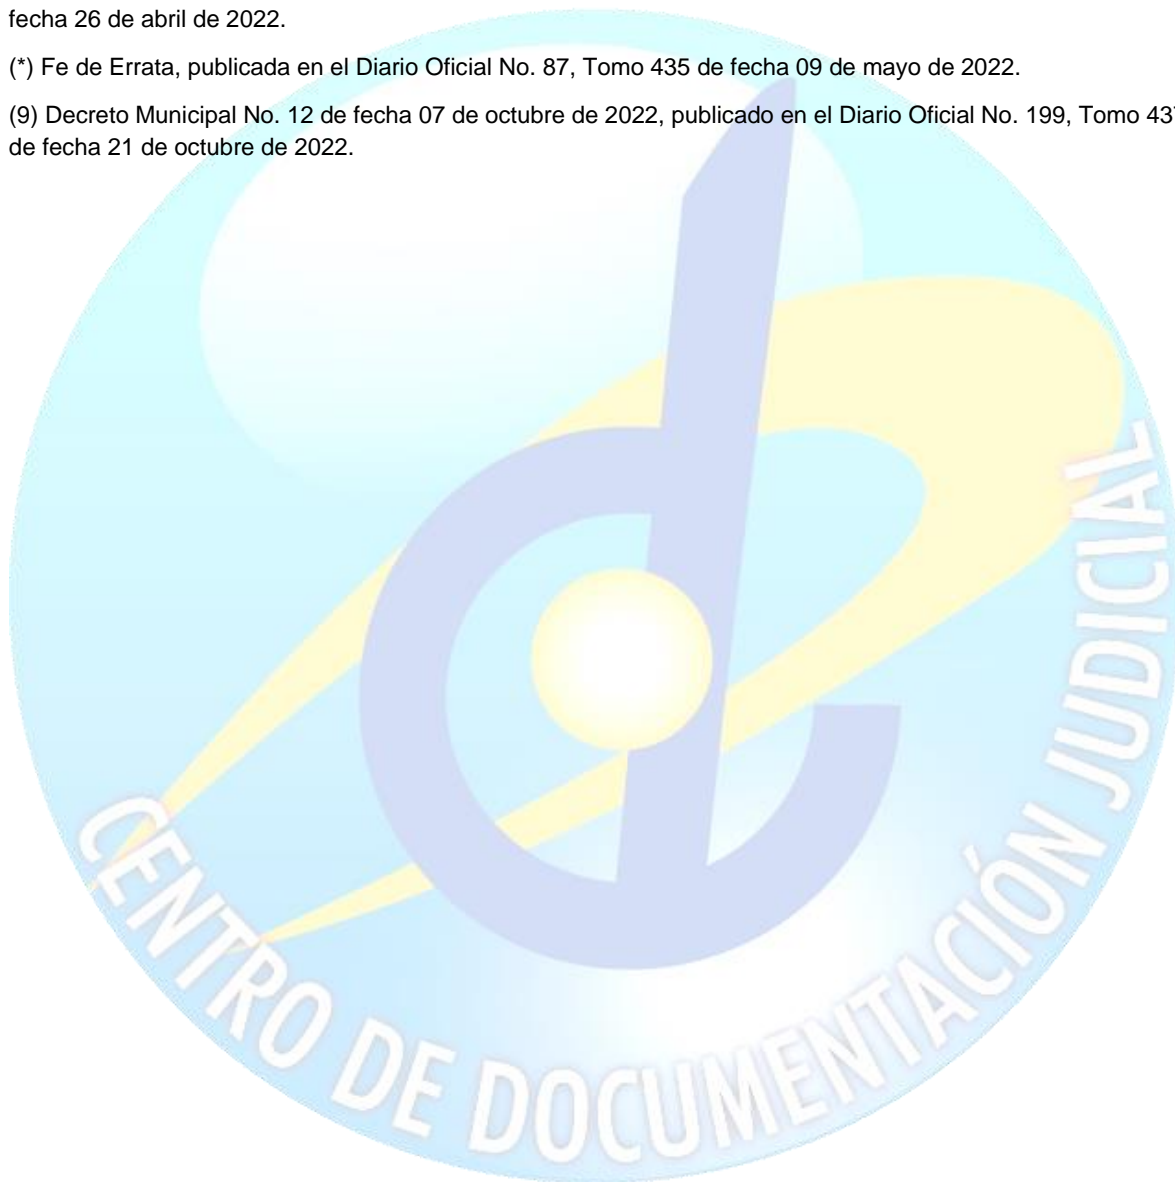 fecha 26 de abril de 2022.
(*) Fe de Errata, publicada en el Diario Oficial No. 87, Tomo 435 de fecha 09 de mayo de 2022.
(9) Decreto Municipal No. 12 de fecha 07 de octubre de 2022, publicado en el Diario Oficial No. 199, Tomo
de fecha 21 de octubre de 2022.
CENTRO DE DOCUMENTACIÓN JUDICIAL